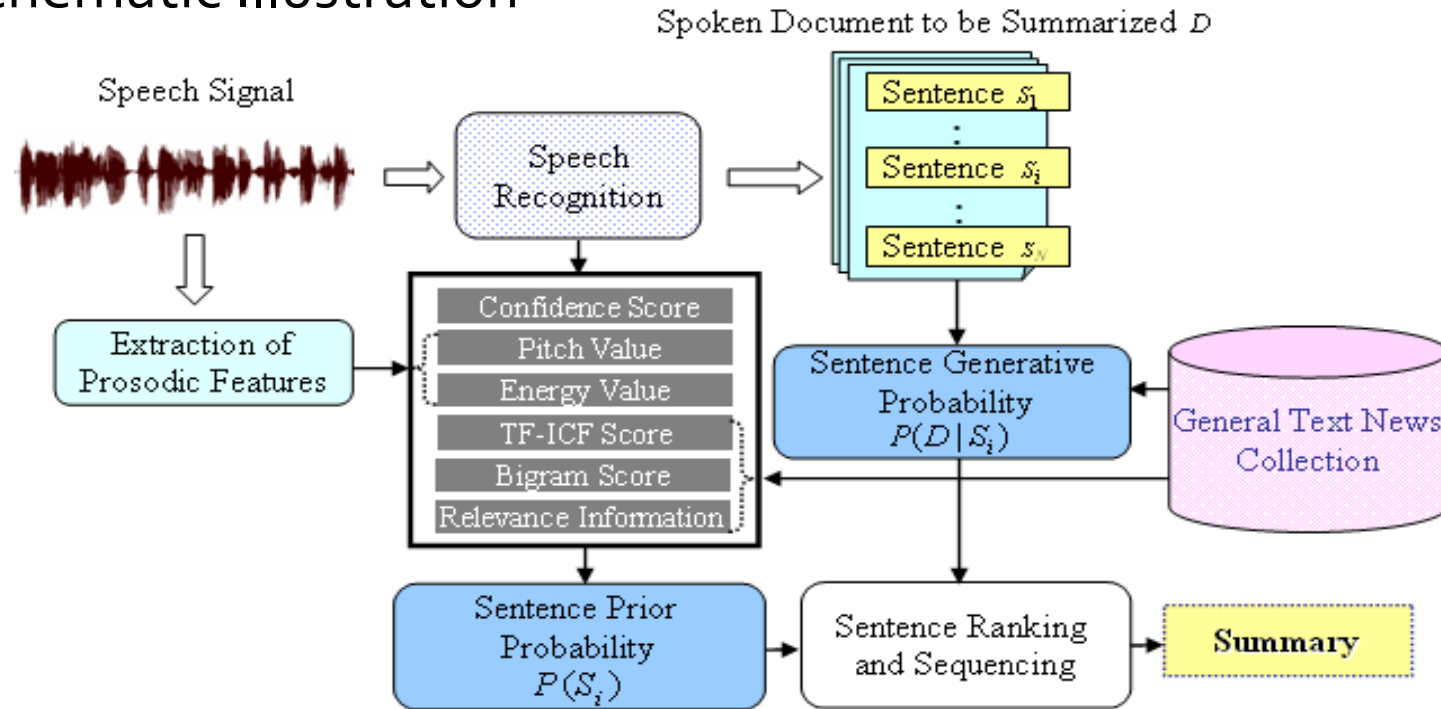 Spoken Document to be Summarized D
Speech Signal
Sentence s1
⋮
Sentence si
⋮
Sentence sN
Speech
Recognition
Extraction of
Prosodic Features
Confidence Score
Pitch Value
Energy Value
TF-ICF Score
Bigram Score
Relevance Information
Sentence Generative
Probability
P(D|Si)
General Text News
Collection
Sentence Prior
Probability
P(Si)
Sentence Ranking
and Sequencing
Summary